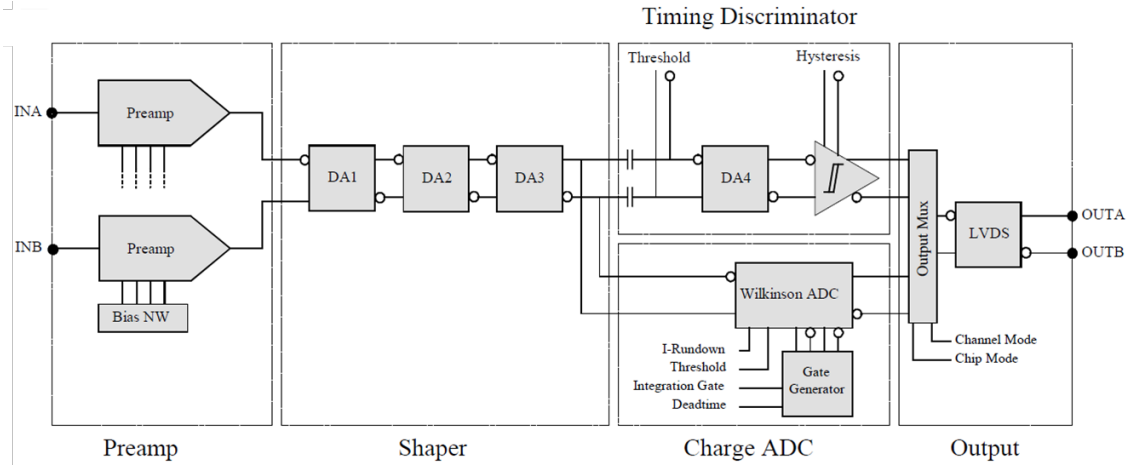 Timing Discriminator
Threshold
Hysteresis
INA
Preamp
DA1
DA2
DA3
DA4
INB
Preamp
Bias NW
Output Mux
LVDS
OUTA
OUTB
Wilkinson ADC
I-Rundown
Threshold
Integration Gate
Deadtime
Gate
Generator
Channel Mode
Chip Mode
Preamp
Shaper
Charge ADC
Output